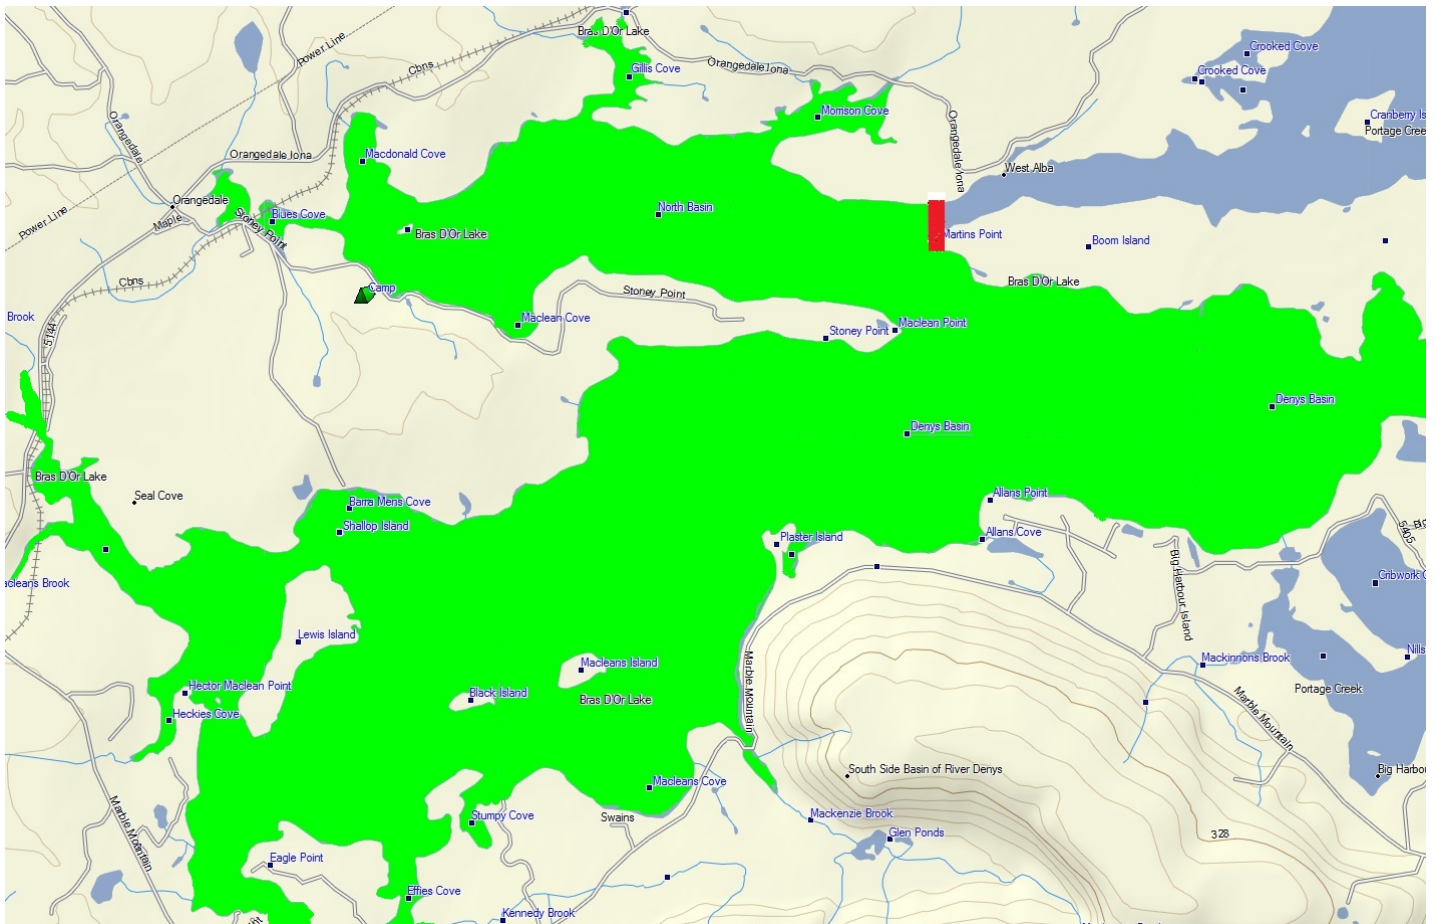 Bras D'Or Lake
Crooked Cove
Power Line
Cbns
Gillis Cove
Orangedale Iona
Crooked Cove
Orangedale
Morrison Cove
Orangedale Iona
Cranberry Is
Portage Cree
Orangedale Iona
Macdonald Cove
West Alba
Orangedale
North Basin
Power Line
Maple
Stoney Point
Blues Cove
Bras D'Or Lake
Martins Point
Boom Island
Cbns
Camp
Stoney Point
Bras D'Or Lake
Brook
5144
Maclean Cove
Stoney Point
Maclean Point
Denys Basin
Denys Basin
Bras D'Or Lake
Seal Cove
Barra Mens Cove
Allans Point
Shallop Island
Plaster Island
Allans Cove
5405
Big
acleans Brook
Big Harbour Island
Cribwork C
Lewis Island
Macleans Island
Marble Mountain
Mackinnons Brook
Nills
Hector Maclean Point
Black Island
Bras D'Or Lake
Portage Creek
Heckies Cove
Marble Mountain
South Side Basin of River Denys
Big Harbou
Macleans Cove
Marble Mountain
Stumpy Cove
Swains
Mackenzie Brook
Glen Ponds
328
Eagle Point
Effies Cove
Kennedy Brook